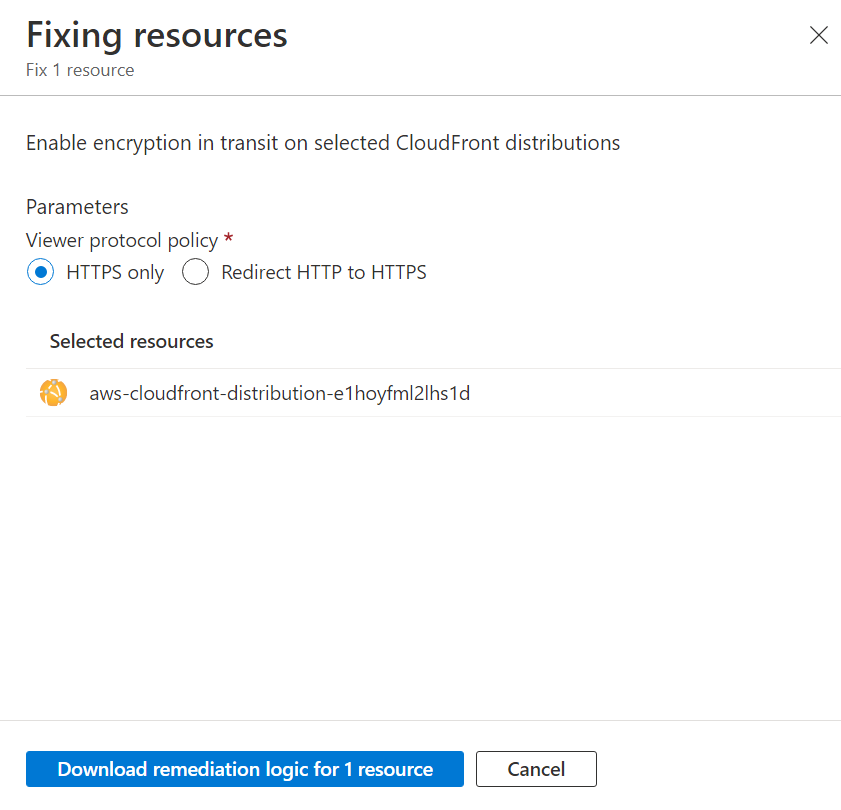 Fixing resources
Fix 1 resource
Enable encryption in transit on selected CloudFront distributions
Parameters
Viewer protocol policy *
HTTPS only Redirect HTTP to HTTPS
Selected resources
aws-cloudfront-distribution-e1hoyfml2lhs1d
Download remediation logic for 1 resource Cancel